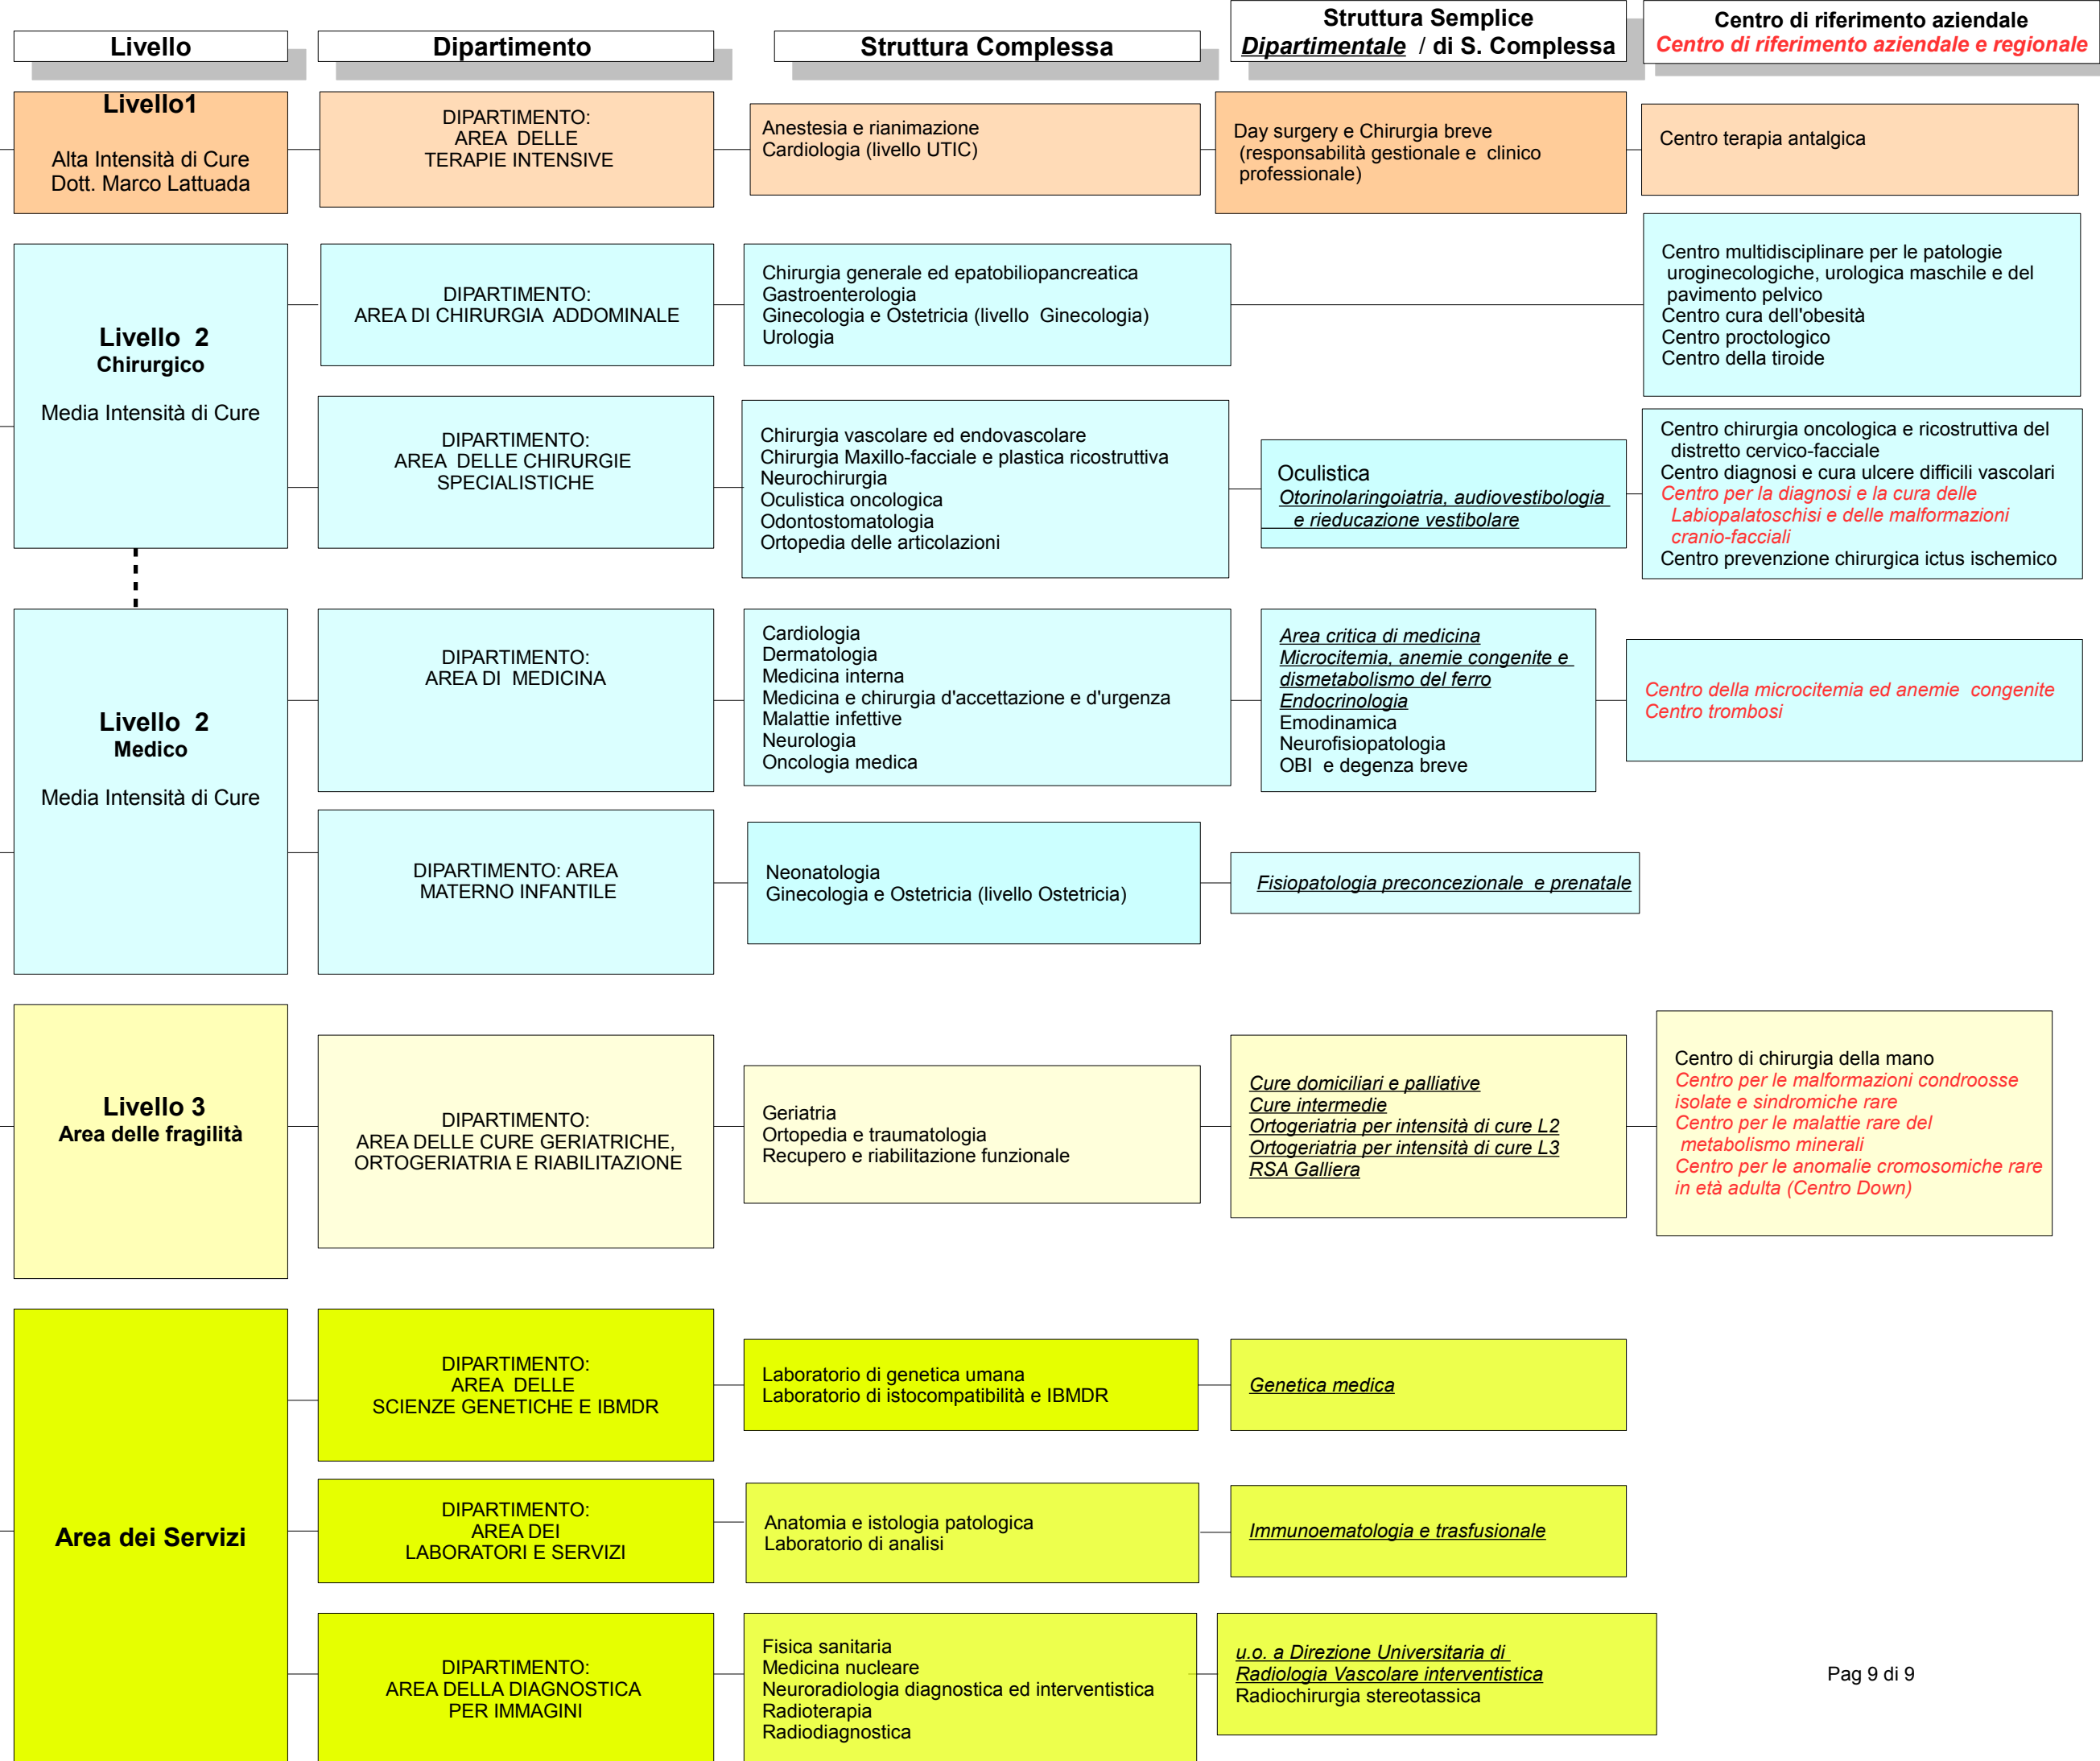 Livello
Dipartimento
Struttura Complessa
Struttura Semplice
Dipartimentale / di S. Complessa
Centro di riferimento aziendale
Centro di riferimento aziendale e regionale
Livello1
Alta Intensità di Cure
Dott. Marco Lattuada
DIPARTIMENTO:
AREA DELLE
TERAPIE INTENSIVE
Anestesia e rianimazione
Cardiologia (livello UTIC)
Day surgery e Chirurgia breve
(responsabilità gestionale e clinico
professionale)
Centro terapia antalgica
Livello 2
Chirurgico
Media Intensità di Cure
DIPARTIMENTO:
AREA DI CHIRURGIA ADDOMINALE
Chirurgia generale ed epatobiliopancreatica
Gastroenterologia
Ginecologia e Ostetricia (livello Ginecologia)
Urologia
Centro multidisciplinare per le patologie
uroginecologiche, urologica maschile e del
pavimento pelvico
Centro cura dell'obesità
Centro proctologico
Centro della tiroide
DIPARTIMENTO:
AREA DELLE CHIRURGIE
SPECIALISTICHE
Chirurgia vascolare ed endovascolare
Chirurgia Maxillo-facciale e plastica ricostruttiva
Neurochirurgia
Oculistica oncologica
Odontostomatologia
Ortopedia delle articolazioni
Oculistica
Otorinolaringoiatria, audiovestibologia
e rieducazione vestibolare
Centro chirurgia oncologica e ricostruttiva del
distretto cervico-facciale
Centro diagnosi e cura ulcere difficili vascolari
Centro per la diagnosi e la cura delle
Labiopalatoschisi e delle malformazioni
cranio-facciali
Centro prevenzione chirurgica ictus ischemico
Livello 2
Medico
Media Intensità di Cure
DIPARTIMENTO:
AREA DI MEDICINA
Cardiologia
Dermatologia
Medicina interna
Medicina e chirurgia d'accettazione e d'urgenza
Malattie infettive
Neurologia
Oncologia medica
Area critica di medicina
Microcitemia, anemie congenite e
dismetabolismo del ferro
Endocrinologia
Emodinamica
Neurofisiopatologia
OBI e degenza breve
Centro della microcitemia ed anemie congenite
Centro trombosi
DIPARTIMENTO: AREA
MATERNO INFANTILE
Neonatologia
Ginecologia e Ostetricia (livello Ostetricia)
Fisiopatologia preconcezionale e prenatale
Livello 3
Area delle fragilità
DIPARTIMENTO:
AREA DELLE CURE GERIATRICHE,
ORTOGERIATRIA E RIABILITAZIONE
Geriatria
Ortopedia e traumatologia
Recupero e riabilitazione funzionale
Cure domiciliari e palliative
Cure intermedie
Ortogeriatria per intensità di cure L2
Ortogeriatria per intensità di cure L3
RSA Galliera
Centro di chirurgia della mano
Centro per le malformazioni condroosse
isolate e sindromiche rare
Centro per le malattie rare del
metabolismo minerali
Centro per le anomalie cromosomiche rare
in età adulta (Centro Down)
Area dei Servizi
DIPARTIMENTO:
AREA DELLE
SCIENZE GENETICHE E IBMDR
Laboratorio di genetica umana
Laboratorio di istocompatibilità e IBMDR
Genetica medica
DIPARTIMENTO:
AREA DEI
LABORATORI E SERVIZI
Anatomia e istologia patologica
Laboratorio di analisi
Immunoematologia e trasfusionale
DIPARTIMENTO:
AREA DELLA DIAGNOSTICA
PER IMMAGINI
Fisica sanitaria
Medicina nucleare
Neuroradiologia diagnostica ed interventistica
Radioterapia
Radiodiagnostica
u.o. a Direzione Universitaria di
Radiologia Vascolare interventistica
Radiochirurgia stereotassica
Pag 9 di 9